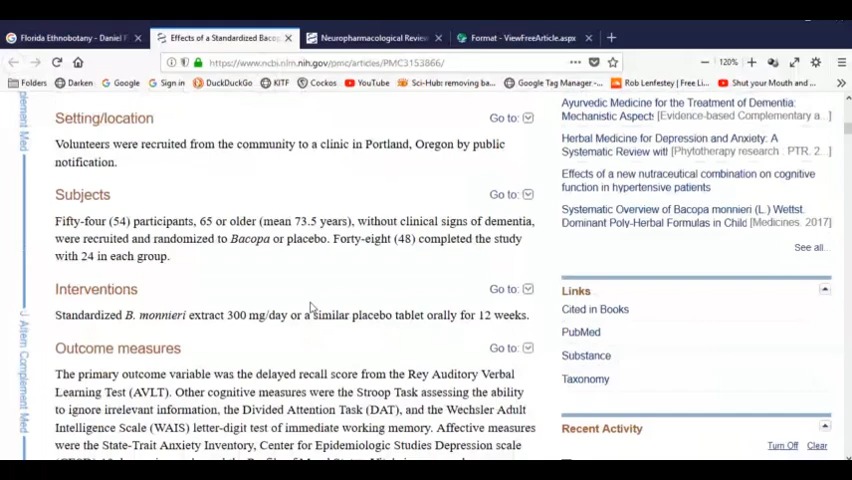 Florida Ethnobotany - Daniel F
Effects of a Standardized Bacop
Neuropharmacological Review
Format - ViewFreeArticle.aspx
https://www.ncbi.nlm.nih.gov/pmc/articles/PMC3153866/
120%
Folders
Darken
Google
Sign in
DuckDuckGo
KITF
Cockos
YouTube
Sci-Hub: removing ba...
Google Tag Manager -...
Rob Lenfestey | Free Li...
Shut your Mouth and ...
plement Med
J Altern Complement Med
Setting/location
Go to:
Volunteers were recruited from the community to a clinic in Portland, Oregon by public
notification.
Subjects
Go to:
Fifty-four (54) participants, 65 or older (mean 73.5 years), without clinical signs of dementia,
were recruited and randomized to Bacopa or placebo. Forty-eight (48) completed the study
with 24 in each group.
Interventions
Go to:
Standardized B. monnieri extract 300 mg/day or a similar placebo tablet orally for 12 weeks.
Outcome measures
Go to:
The primary outcome variable was the delayed recall score from the Rey Auditory Verbal
Learning Test (AVLT). Other cognitive measures were the Stroop Task assessing the ability
to ignore irrelevant information, the Divided Attention Task (DAT), and the Wechsler Adult
Intelligence Scale (WAIS) letter-digit test of immediate working memory. Affective measures
were the State-Trait Anxiety Inventory, Center for Epidemiologic Studies Depression scale
Ayurvedic Medicine for the Treatment of Dementia:
Mechanistic Aspects [Evidence-based Complementary a...]
Herbal Medicine for Depression and Anxiety: A
Systematic Review with [Phytotherapy research : PTR. 2...]
Effects of a new nutraceutical combination on cognitive
function in hypertensive patients
Systematic Overview of Bacopa monnieri (L.) Wettst.
Dominant Poly-Herbal Formulas in Child [Medicines. 2017]
See all...
Links
Cited in Books
PubMed
Substance
Taxonomy
Recent Activity
Turn Off Clear